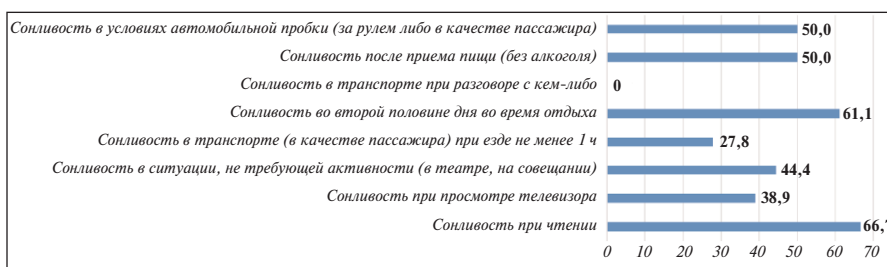 Сонливость в условиях автомобильной пробки (за рулем либо в качестве пассажира) 50,0
Сонливость после приема пищи (без алкоголя) 50,0
Сонливость в транспорте при разговоре с кем-либо 0
Сонливость во второй половине дня во время отдыха 61,1
Сонливость в транспорте (в качестве пассажира) при езде не менее 1 ч 27,8
Сонливость в ситуации, не требующей активности (в театре, на совещании) 44,4
Сонливость при просмотре телевизора 38,9
Сонливость при чтении 66,7
0 10 20 30 40 50 60 70